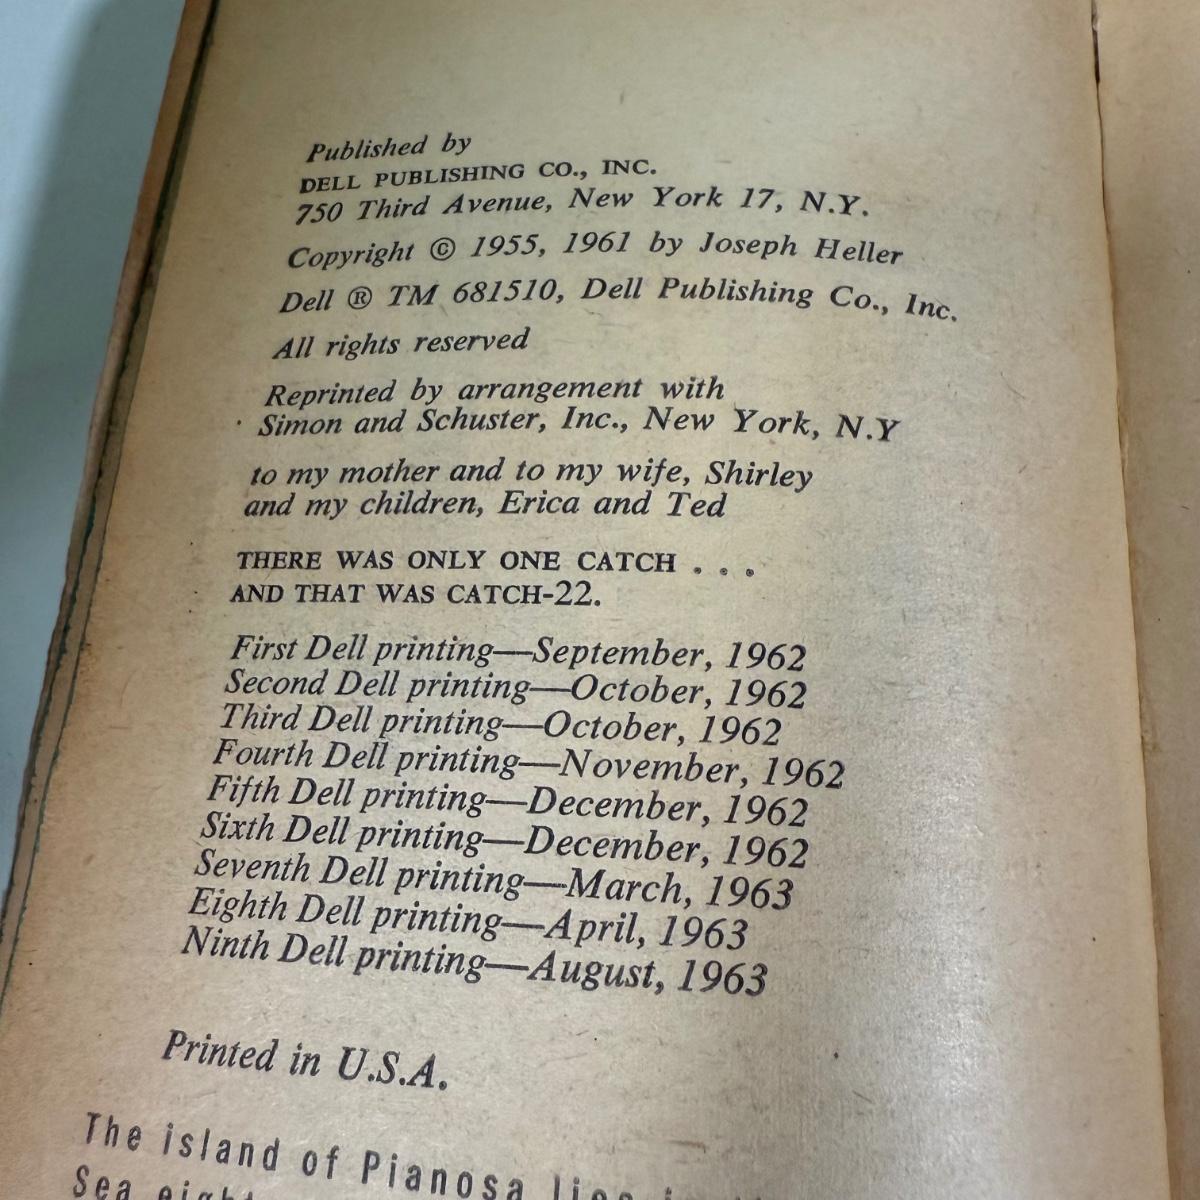 Published by
DELL PUBLISHING CO., INC.
750 Third Avenue, New York 17, N.Y.
Copyright © 1955, 1961 by Joseph Heller
Dell ® TM 681510, Dell Publishing Co., Inc.
All rights reserved
Reprinted by arrangement with
Simon and Schuster, Inc., New York, N.Y
to my mother and to my wife, Shirley
and my children, Erica and Ted
THERE WAS ONLY ONE CATCH . . .
AND THAT WAS CATCH-22.
First Dell printing—September, 1962
Second Dell printing—October, 1962
Third Dell printing—October, 1962
Fourth Dell printing—November, 1962
Fifth Dell printing—December, 1962
Sixth Dell printing—December, 1962
Seventh Dell printing—March, 1963
Eighth Dell printing—April, 1963
Ninth Dell printing—August, 1963
Printed in U.S.A.
The island of Pianosa lies
Sea eight